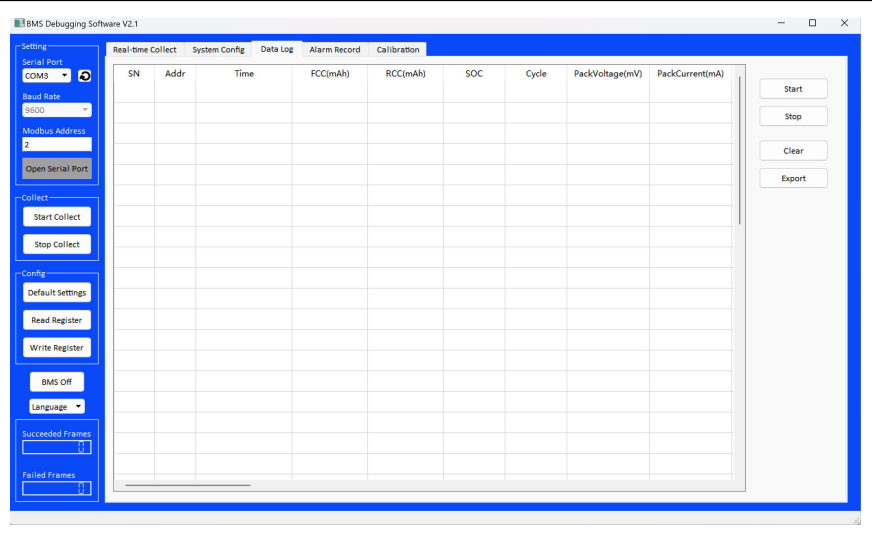 BMS Debugging Software V2.1
Setting
Serial Port
COM3
Baud Rate
9600
Modbus Address
2
Open Serial Port
Collect
Start Collect
Stop Collect
Config
Default Settings
Read Register
Write Register
BMS Off
Language
Succeeded Frames
0
Failed Frames
0
Real-time Collect System Config Data Log Alarm Record Calibration
SN Addr Time FCC(mAh) RCC(mAh) SOC Cycle PackVoltage(mV) PackCurrent(mA)
Start
Stop
Clear
Export